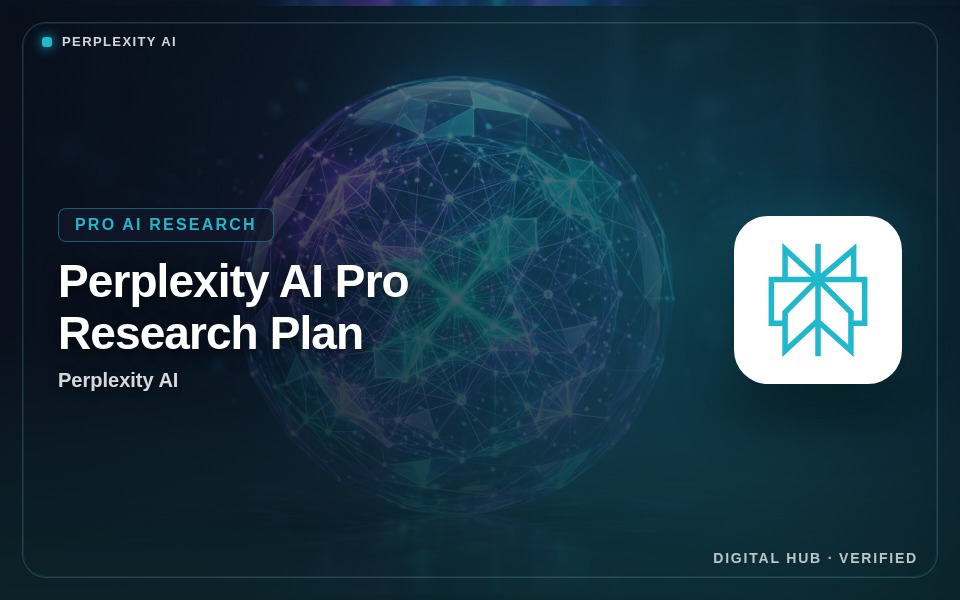 PERPLEXITY AI
PRO AI RESEARCH
Perplexity AI Pro
Research Plan
Perplexity AI
DIGITAL HUB · VERIFIED